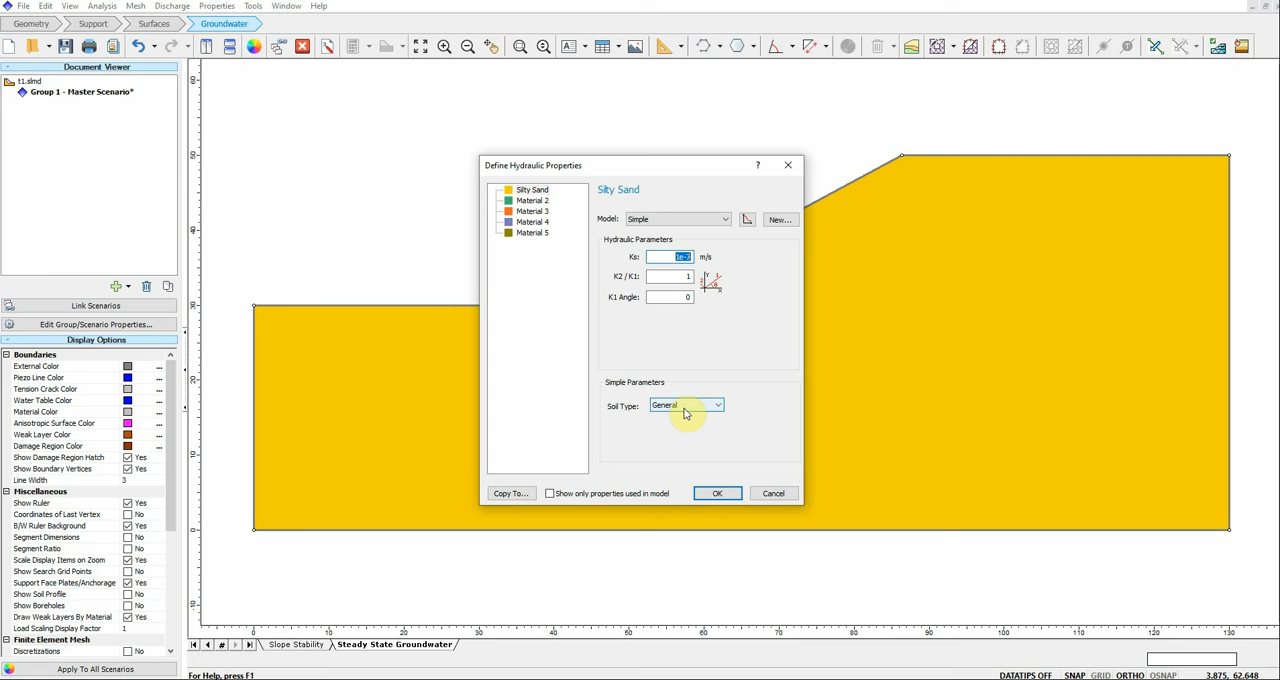 File Edit View Analysis Mesh Discharge Properties Tools Window Help
Geometry Support Surfaces Groundwater
Document Viewer
t1.slmd
Group 1 - Master Scenario*
Link Scenarios
Edit Group/Scenario Properties...
Display Options
Boundaries
External Color ...
Piezo Line Color ...
Tension Crack Color ...
Water Table Color ...
Material Color ...
Anisotropic Surface Color ...
Weak Layer Color ...
Damage Region Color ...
Show Damage Region Hatch Yes
Show Boundary Vertices Yes
Line Width 3
Miscellaneous
Show Ruler Yes
Coordinates of Last Vertex No
B/W Ruler Background Yes
Segment Dimensions No
Segment Ratio No
Scale Display Items on Zoom Yes
Show Search Grid Points No
Support Face Plates/Anchorage Yes
Show Soil Profile No
Show Boreholes No
Draw Weak Layers By Material Yes
Load Scaling Display Factor 1
Finite Element Mesh
Discretizations No
Apply To All Scenarios
60
50
40
30
20
10
0
-10
Define Hydraulic Properties ?
Silty Sand
Material 2
Material 3
Material 4
Material 5
Silty Sand
Model: Simple New...
Hydraulic Parameters
Ks: 1e-7 m/s
K2 / K1: 1
K1 Angle: 0
Simple Parameters
Soil Type: General
Copy To... Show only properties used in model OK Cancel
0 10 20 30 40 50 60 70 80 90 100 110 120 130
# Slope Stability Steady State Groundwater
For Help, press F1
DATATIPS OFF SNAP GRID ORTHO OSNAP 3.875, 62.648